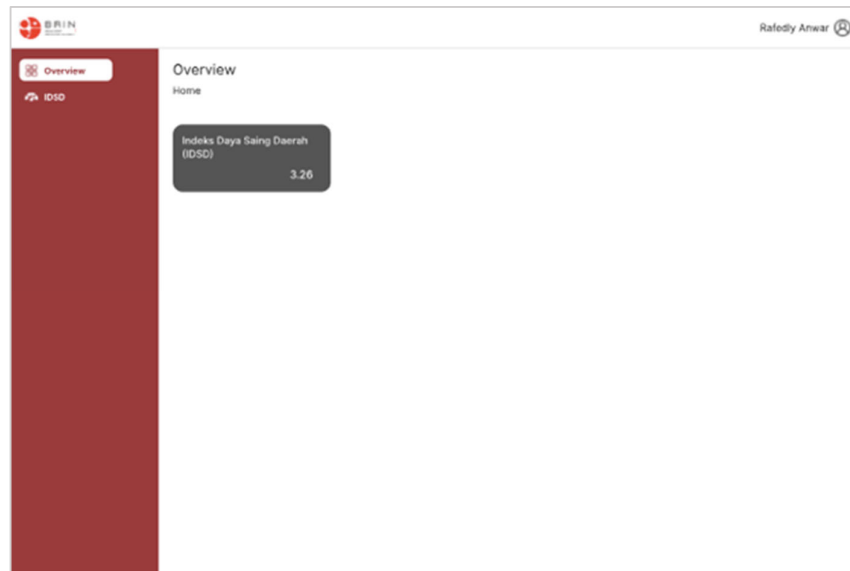 BRIN
Rafedly Anwar
Overview
IDSD
Overview
Home
Indeks Daya Saing Daerah
(IDSD)
3.26